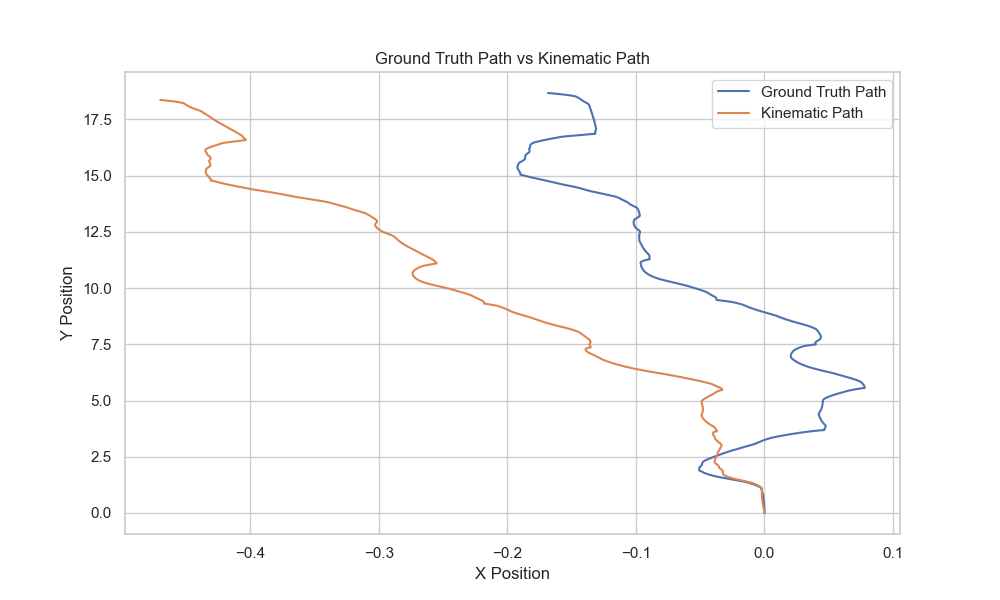 Ground Truth Path vs Kinematic Path
Ground Truth Path
Kinematic Path
Y Position
17.5
15.0
12.5
10.0
7.5
5.0
2.5
0.0
−0.4 −0.3 −0.2 −0.1 0.0 0.1
X Position